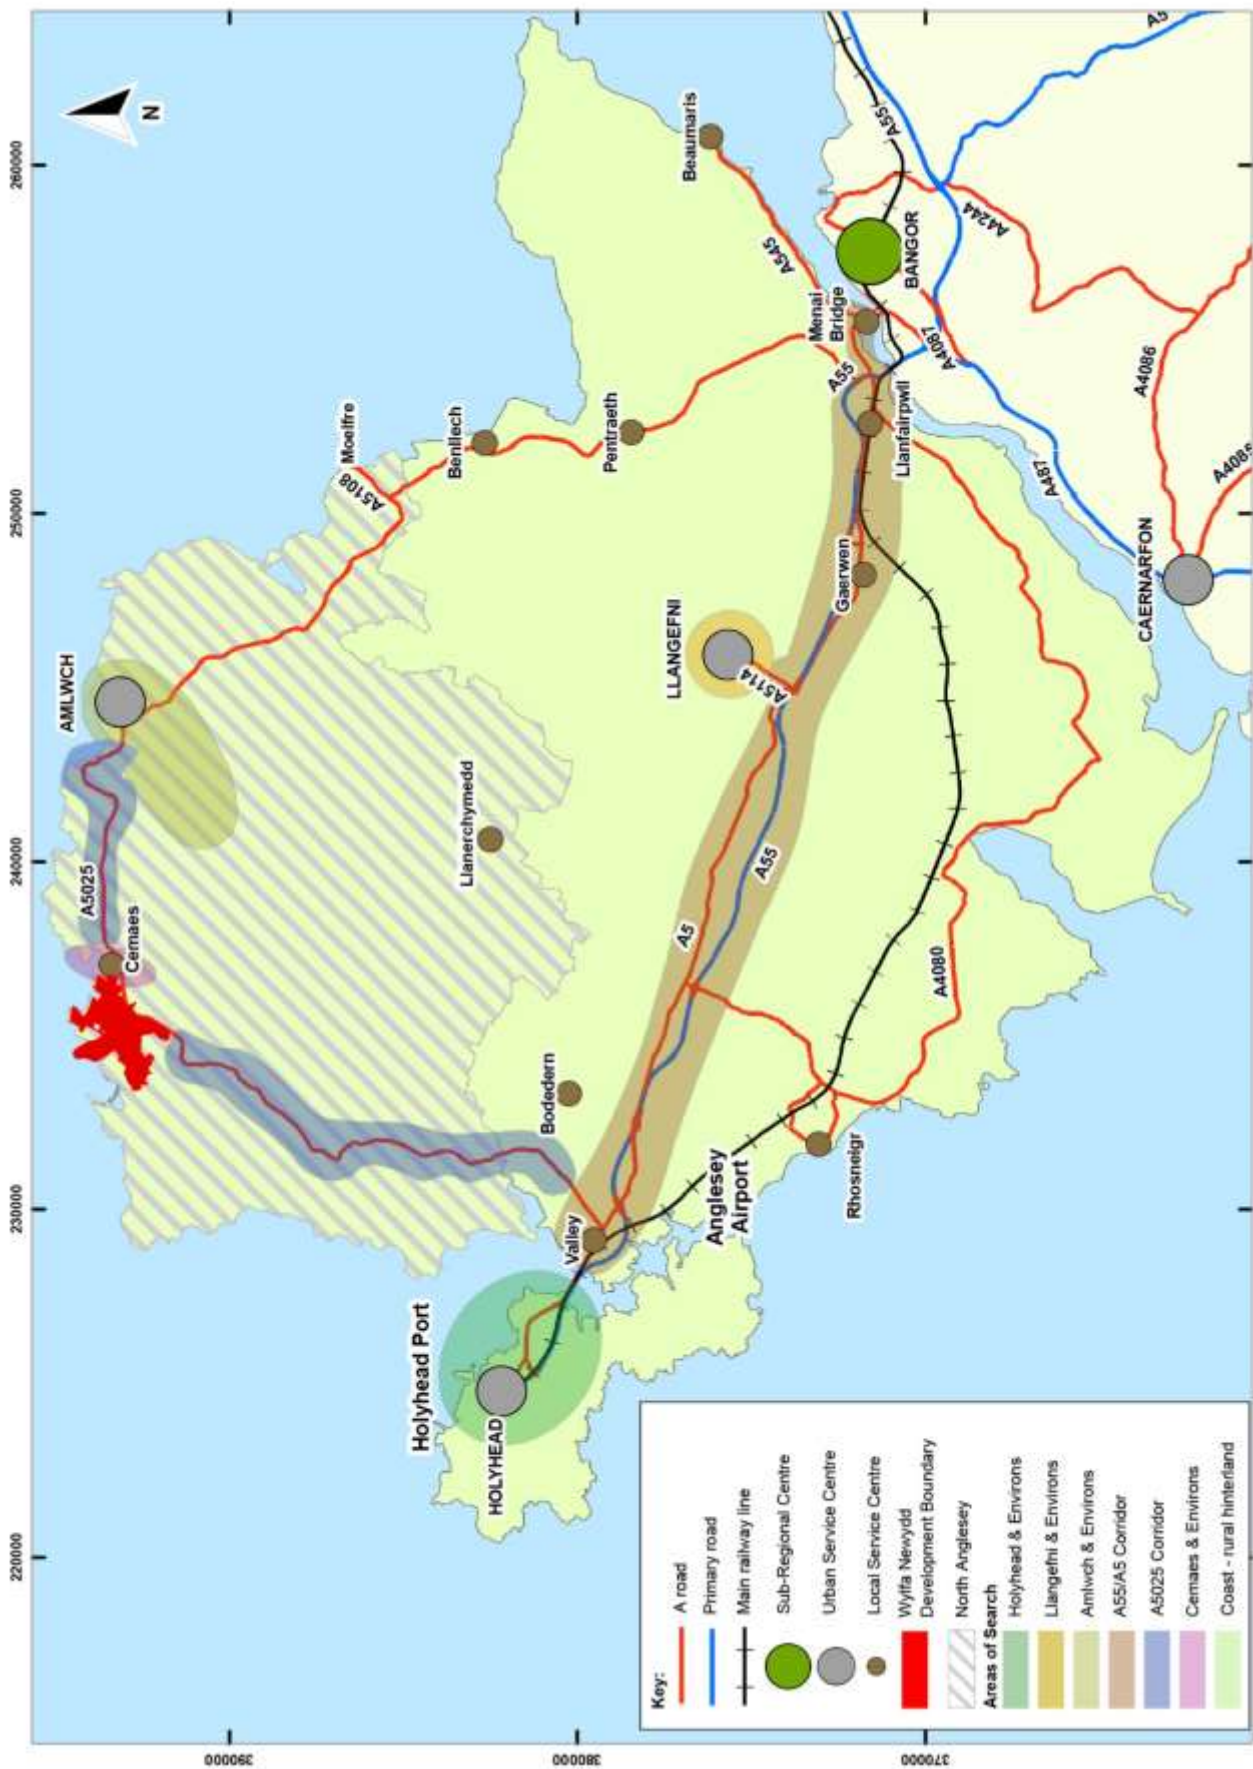 N
AMLWCH
A5025
Cemaes
A5108
Moelfre
Benllech
Llanerchymedd
Pentraeth
Beaumaris
Bodedern
LLANGEFNI
A5114
A545
Holyhead Port
HOLYHEAD
Valley
A5
A55
Gaerwen
A55
Llanfairpwll
Menai
Bridge
BANGOR
A55
A5
A4087
A4244
Anglesey
Airport
Rhosneigr
A4080
A487
A4086
A4085
CAERNARFON
220000
230000
240000
250000
260000
390000
380000
370000
Key:
A road
Primary road
Main railway line
Sub-Regional Centre
Urban Service Centre
Local Service Centre
Wylfa Newydd
Development Boundary
North Anglesey
Areas of Search
Holyhead & Environs
Llangefni & Environs
Amlwch & Environs
A55/A5 Corridor
A5025 Corridor
Cemaes & Environs
Coast - rural hinterland